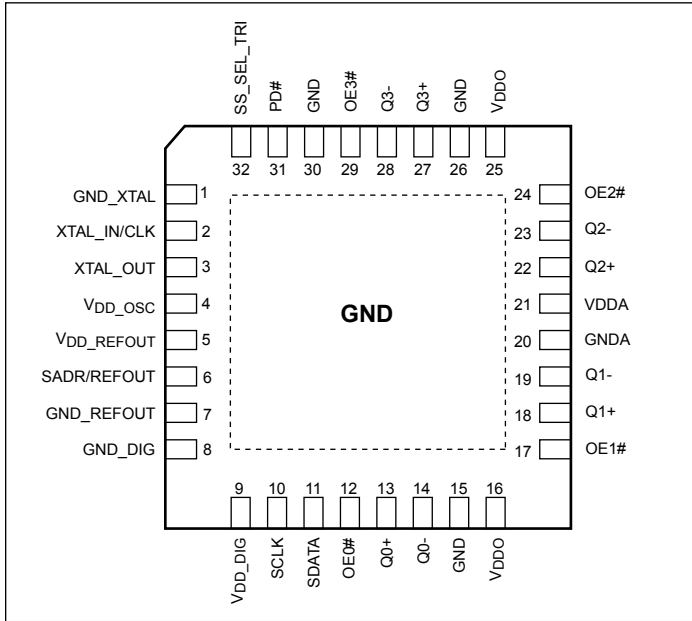 SS_SEL_TRI
PD#
GND
OE3#
Q3-
Q3+
GND
VDDO
32
31
30
29
28
27
26
25
GND_XTAL 1
XTAL_IN/CLK 2
XTAL_OUT 3
VDD_OSC 4
VDD_REFOUT 5
SADR/REFOUT 6
GND_REFOUT 7
GND_DIG 8
GND
24 OE2#
23 Q2-
22 Q2+
21 VDDA
20 GNDA
19 Q1-
18 Q1+
17 OE1#
9
10
11
12
13
14
15
16
VDD_DIG
SCLK
SDATA
OE0#
Q0+
Q0-
GND
VDDO